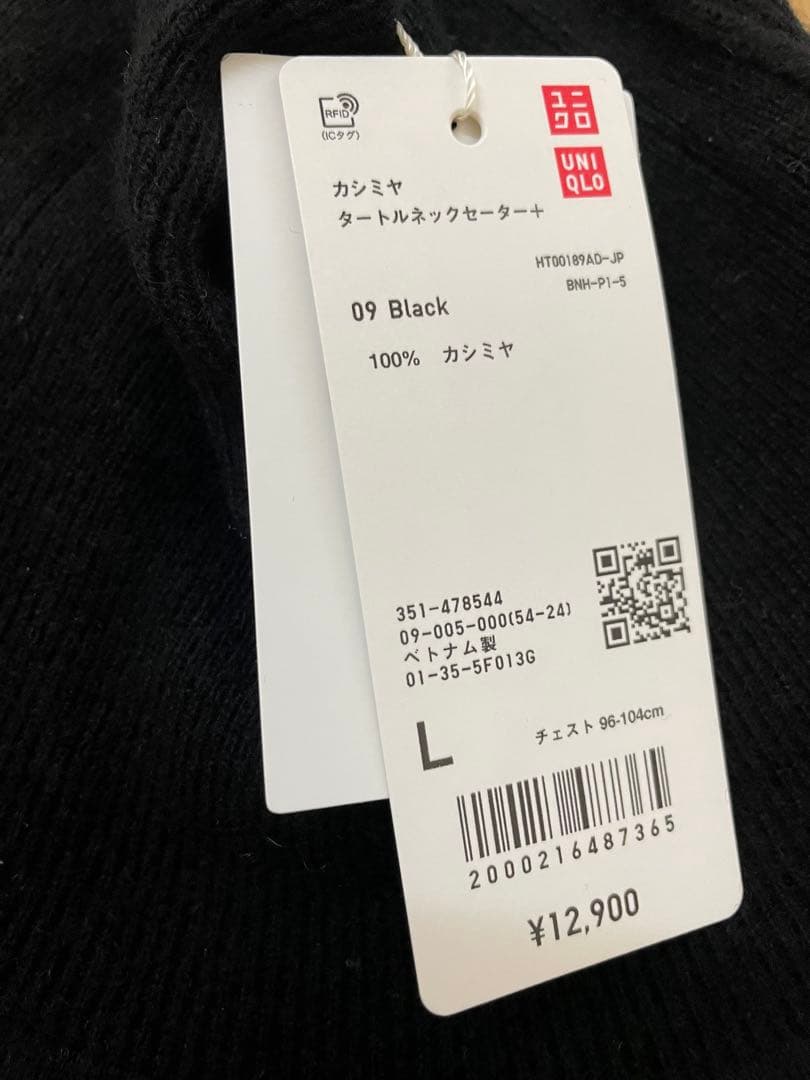 RFID
(ICタグ)
ユニ
クロ
UNI
QLO
カシミヤ
タートルネックセーター+
HT00189AD-JP
BNH-P1-5
09 Black
100% カシミヤ
351-478544
09-005-000(54-24)
ベトナム製
01-35-5F013G
L
チェスト 96-104cm
2000216487365
¥12,900